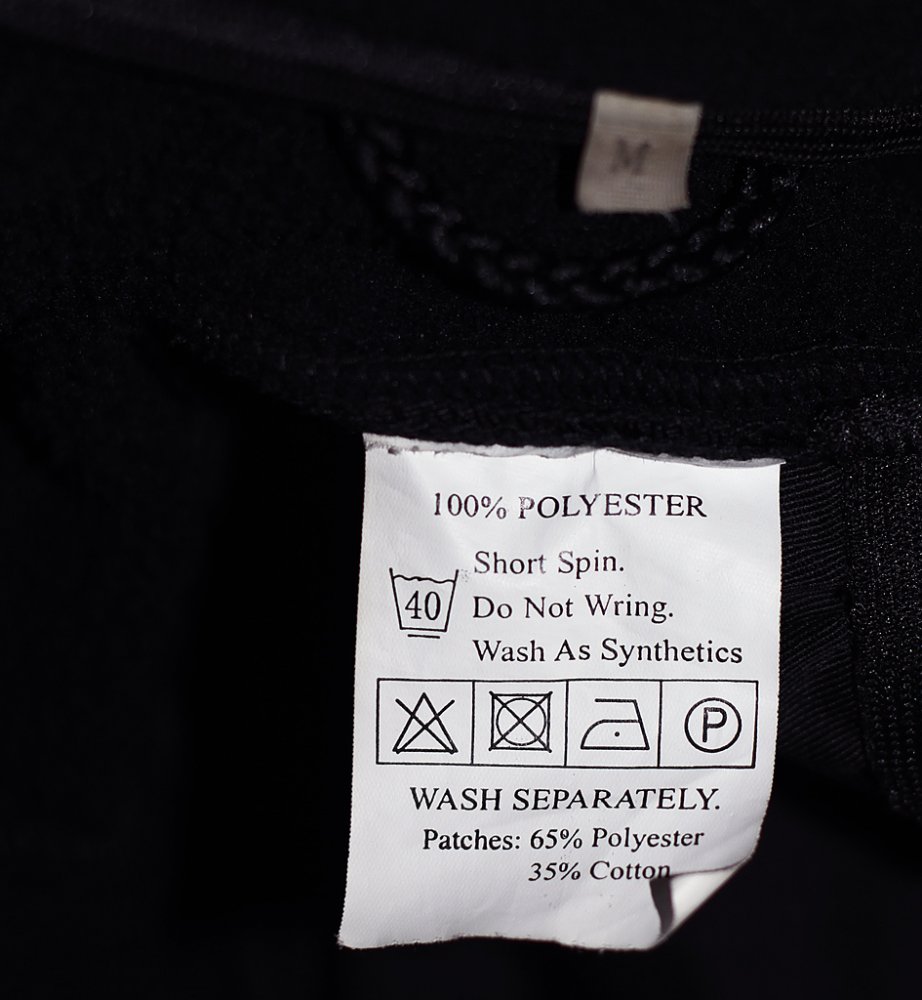 M
100% POLYESTER
Short Spin.
40
Do Not Wring.
Wash As Synthetics
P
WASH SEPARATELY.
Patches: 65% Polyester
35% Cotton